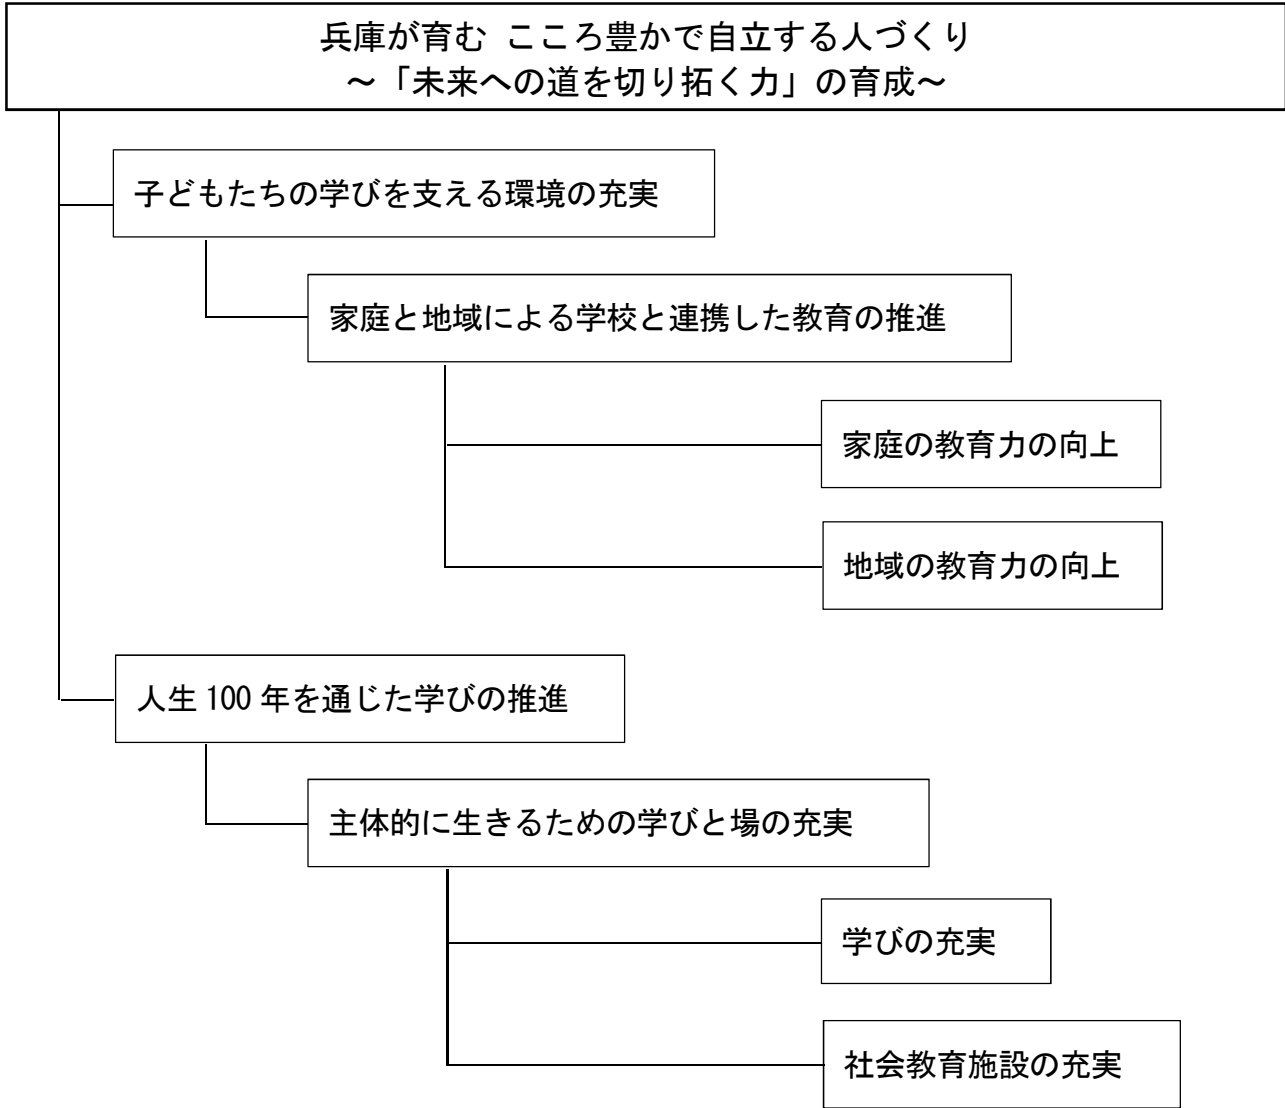 兵庫が育む こころ豊かで自立する人づくり
～「未来への道を切り拓く力」の育成～
子どもたちの学びを支える環境の充実
家庭と地域による学校と連携した教育の推進
家庭の教育力の向上
地域の教育力の向上
人生 100 年を通じた学びの推進
主体的に生きるための学びと場の充実
学びの充実
社会教育施設の充実